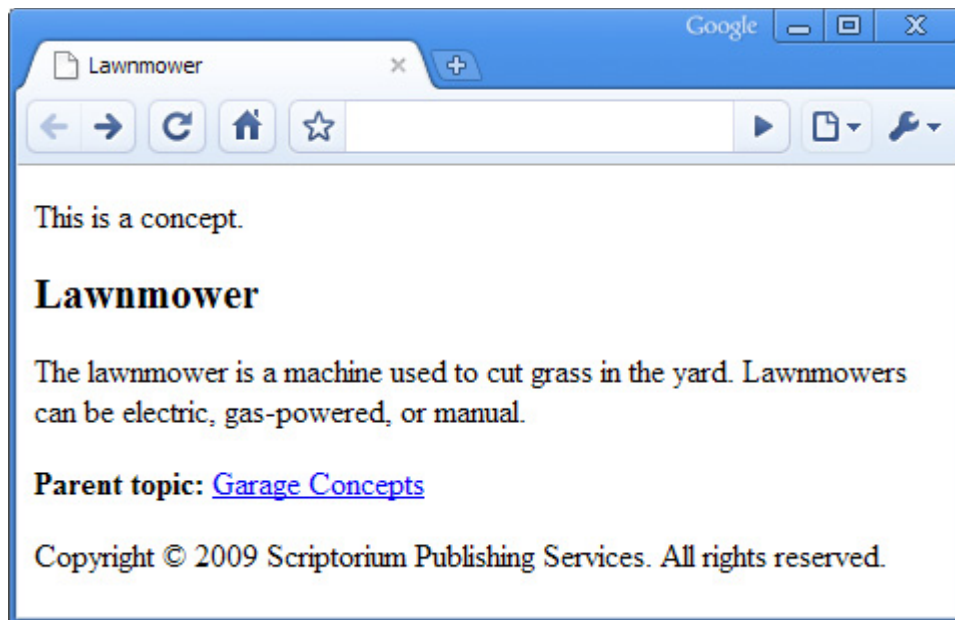 Google
Lawnmower
This is a concept.
Lawnmower
The lawnmower is a machine used to cut grass in the yard. Lawnmowers
can be electric, gas-powered, or manual.
Parent topic: Garage Concepts
Copyright © 2009 Scriptorium Publishing Services. All rights reserved.